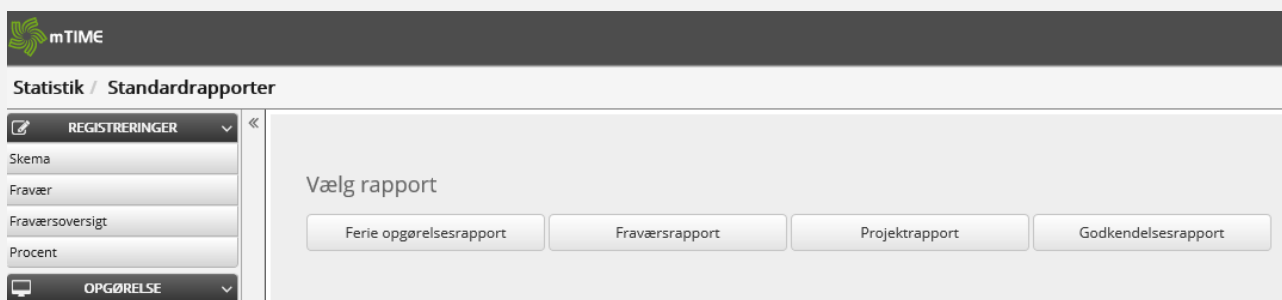 mTIME
Statistik / Standardrapporter
REGISTRERINGER
Skema
Fravær
Fraværsoversigt
Procent
OPGØRELSE
Vælg rapport
Ferie opgørelsesrapport
Fraværsrapport
Projektrapport
Godkendelsesrapport